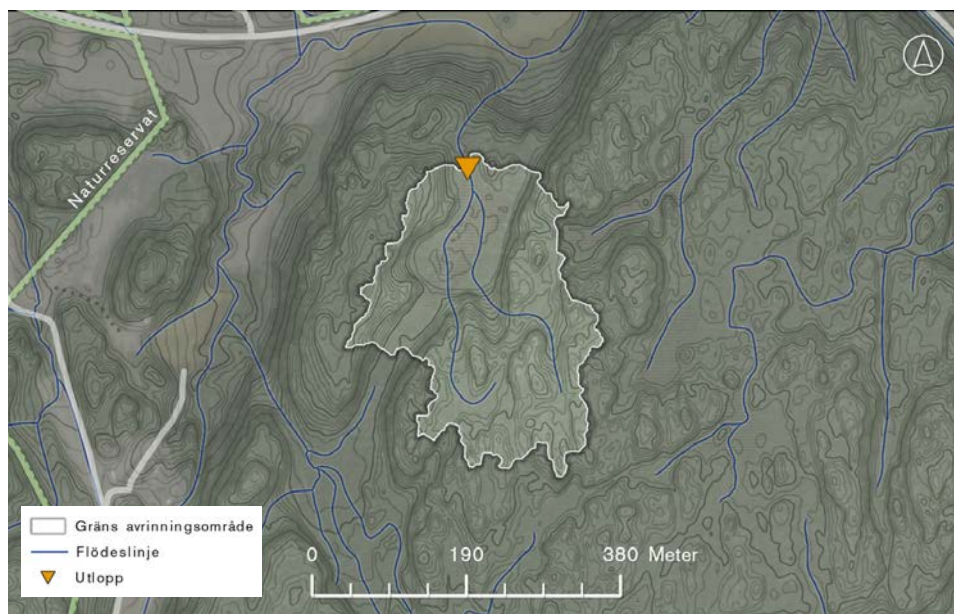 Naturreservat
Gräns avrinningsområde
Flödeslinje
Utlopp
0 190 380 Meter